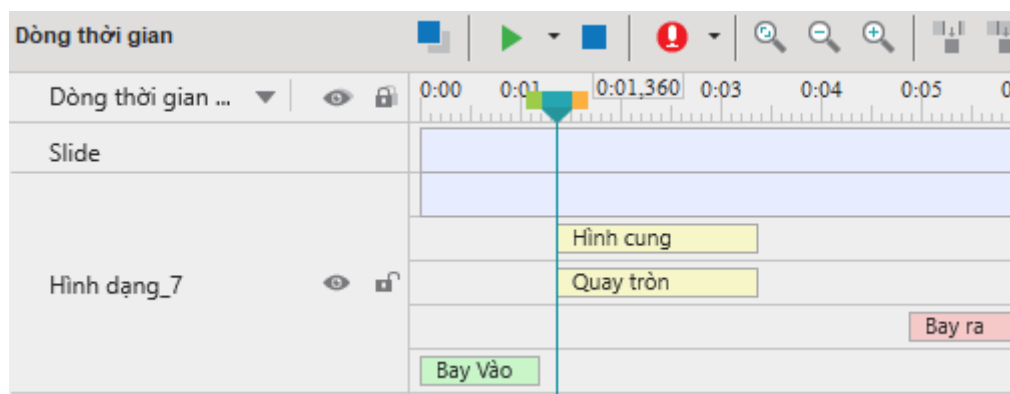 Dòng thời gian
Dòng thời gian ...
0:00 0:01 0:01,360 0:03 0:04 0:05
Slide
Hình cung
Hình dạng_7
Quay tròn
Bay ra
Bay Vào